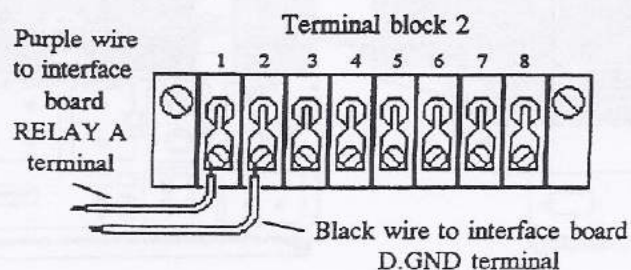 Terminal block 2
Purple wire
to interface
board
RELAY A
terminal
1 2 3 4 5 6 7 8
Black wire to interface board
D.GND terminal